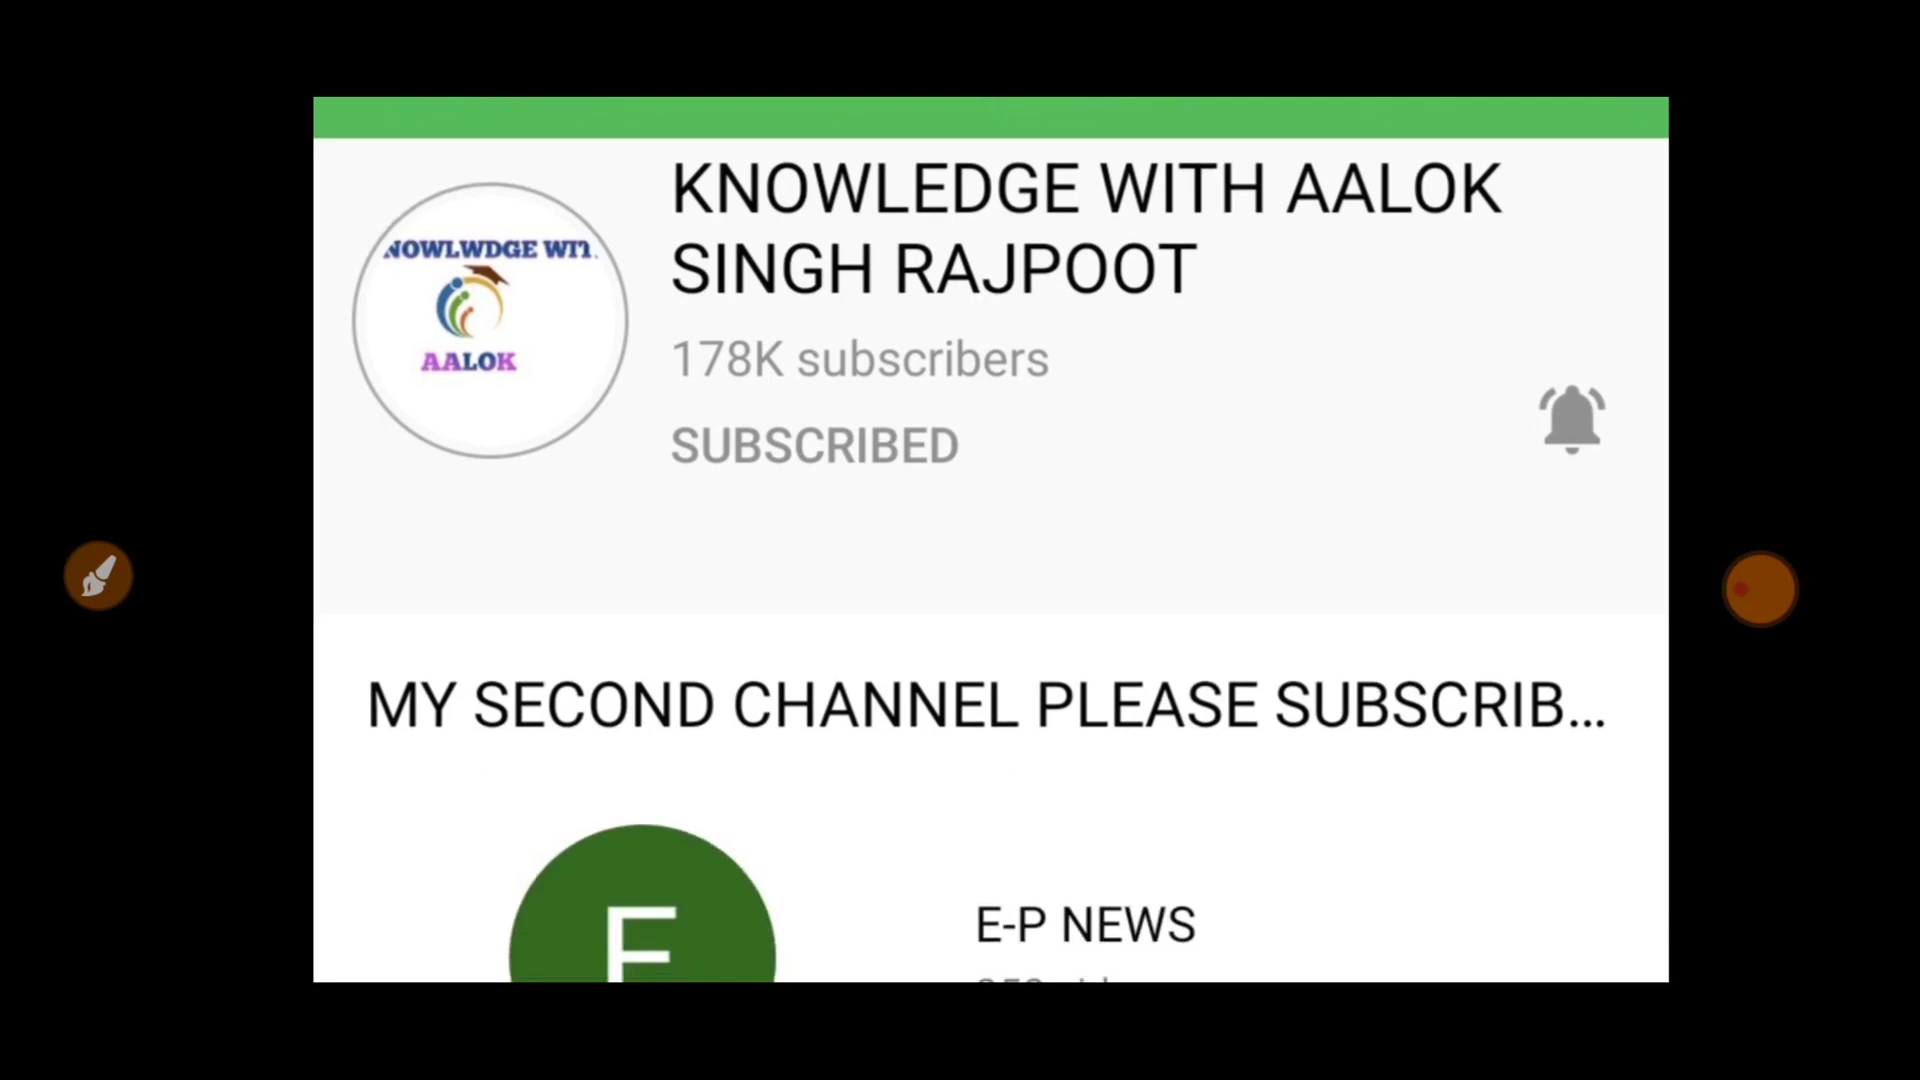 KNOWLEDGE WITH AALOK
SINGH RAJPOOT
NOWLWDGE WIT
AALOK
178K subscribers
SUBSCRIBED
MY SECOND CHANNEL PLEASE SUBSCRIB...
E
E-P NEWS